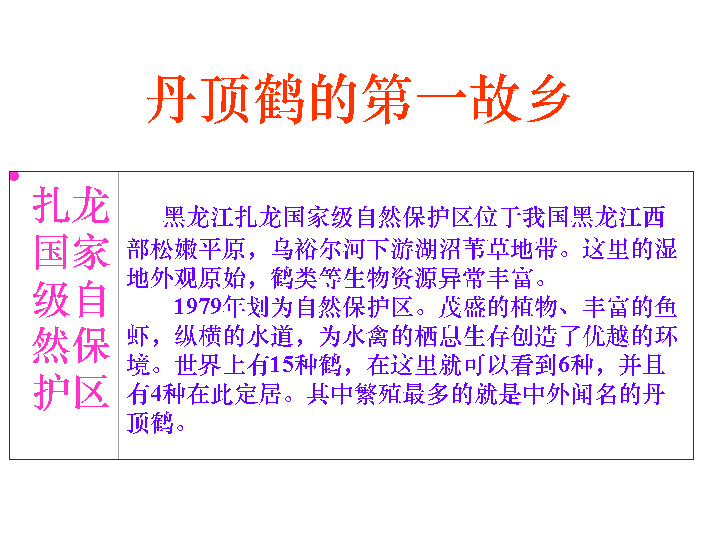 丹顶鹤的第一故乡
扎龙
国家
级自
然保
护区
黑龙江扎龙国家级自然保护区位于我国黑龙江西
部松嫩平原，乌裕尔河下游湖沼苇草地带。这里的湿
地外观原始，鹤类等生物资源异常丰富。
1979年划为自然保护区。茂盛的植物、丰富的鱼
虾，纵横的水道，为水禽的栖息生存创造了优越的环
境。世界上有15种鹤，在这里就可以看到6种，并且
有4种在此定居。其中繁殖最多的就是中外闻名的丹
顶鹤。